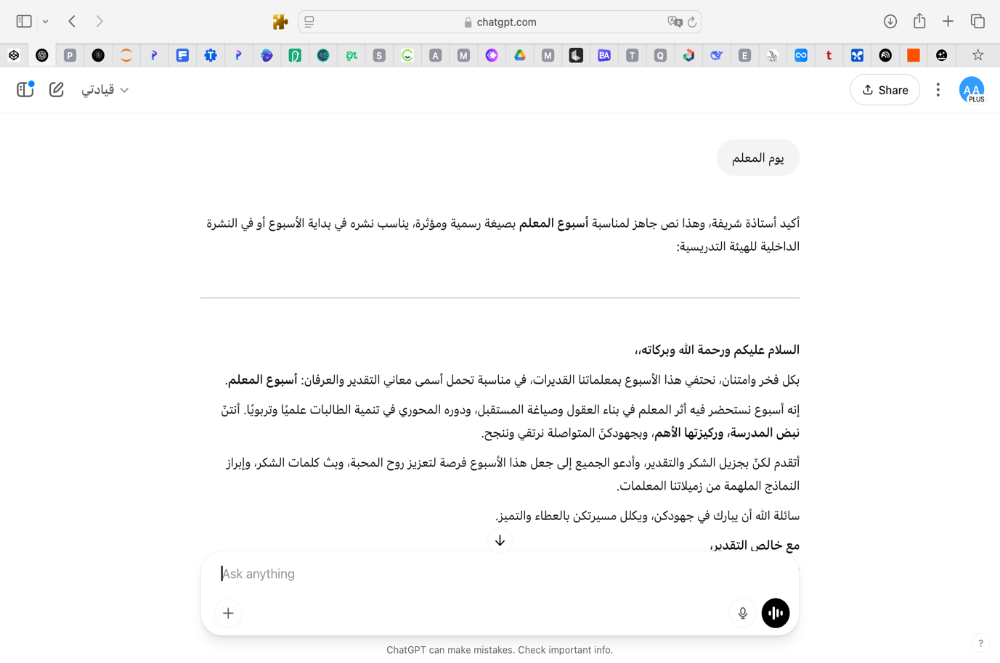 chatgpt.com
قيادتي
Share
AA
PLUS
يوم المعلم
أكيد أستاذة شريفة، وهذا نص جاهز لمناسبة أسبوع المعلم بصيغة رسمية ومؤثرة، يناسب نشره في بداية الأسبوع أو في النشرة
الداخلية للهيئة التدريسية:
السلام عليكم ورحمة الله وبركاته،،
بكل فخر وامتنان، نحتفي هذا الأسبوع بمعلماتنا القديرات، في مناسبة تحمل أسمى معاني التقدير والعرفان: أسبوع المعلم.
إنه أسبوع نستحضر فيه أثر المعلم في بناء العقول وصياغة المستقبل، ودوره المحوري في تنمية الطالبات علميًا وتربويًا. أنتنّ
نبض المدرسة، وركيزتها الأهم، وبجهودكنّ المتواصلة نرتقي وننجح.
أتقدم لكنّ بجزيل الشكر والتقدير، وأدعو الجميع إلى جعل هذا الأسبوع فرصة لتعزيز روح المحبة، وبث كلمات الشكر، وإبراز
النماذج الملهمة من زميلاتنا المعلمات.
سائلة الله أن يبارك في جهودكن، ويكلل مسيرتكن بالعطاء والتميز.
مع خالص التقدير،
Ask anything
ChatGPT can make mistakes. Check important info.
?